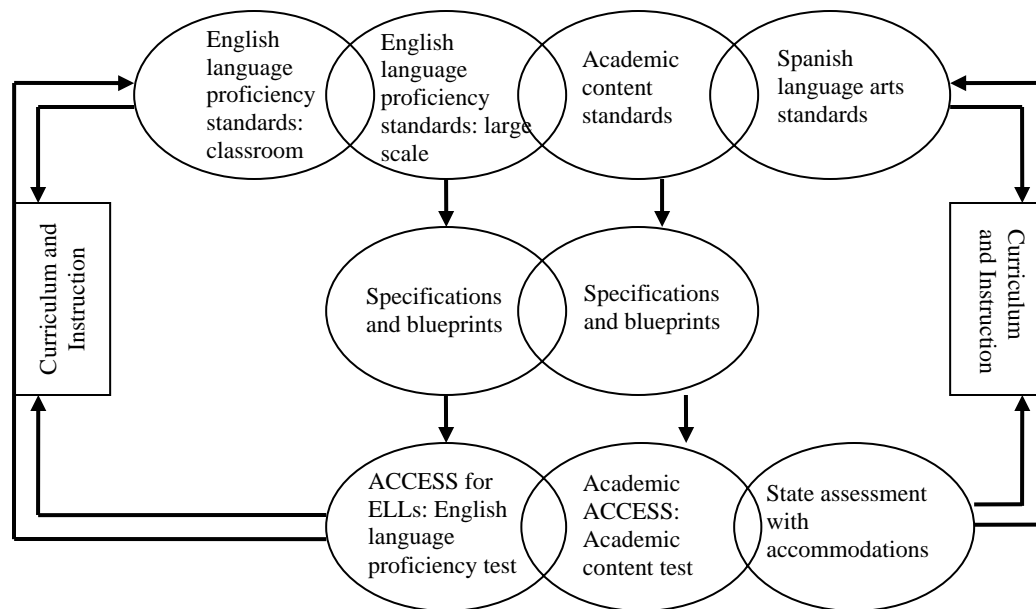 English
language
proficiency
standards:
classroom
English
language
proficiency
standards: large
scale
Academic
content
standards
Spanish
language arts
standards
Curriculum and
Instruction
Specifications
and blueprints
Specifications
and blueprints
Curriculum
and Instruction
ACCESS for
ELLs: English
language
proficiency test
Academic
ACCESS:
Academic
content test
State assessment
with
accommodations